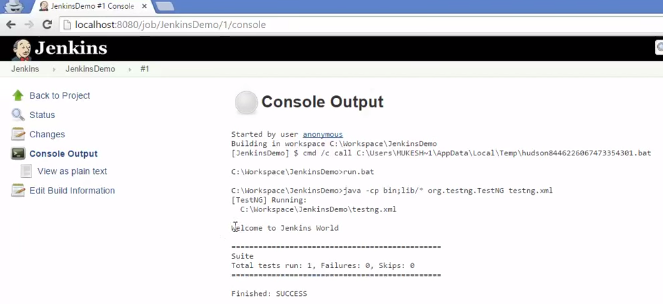 JenkinsDemo #1 Console
localhost:8080/job/JenkinsDemo/1/console
Jenkins
Jenkins JenkinsDemo #1
Back to Project
Status
Changes
Console Output
View as plain text
Edit Build Information
Console Output
Started by user anonymous
Building in workspace C:\Workspace\JenkinsDemo
[JenkinsDemo] $ cmd /c call C:\Users\MUKESH~1\AppData\Local\Temp\hudson8446226067473354301.bat
C:\Workspace\JenkinsDemo>run.bat
C:\Workspace\JenkinsDemo>java -cp bin;lib/* org.testng.TestNG testng.xml
[TestNG] Running:
C:\Workspace\JenkinsDemo\testng.xml
Welcome to Jenkins World
===============================================
Suite
Total tests run: 1, Failures: 0, Skips: 0
===============================================
Finished: SUCCESS